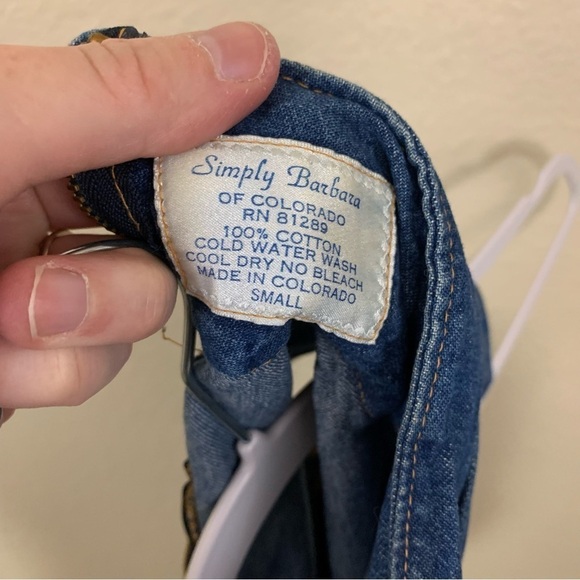 Simply Barbara
OF COLORADO
RN 81289
100% COTTON
COLD WATER WASH
COOL DRY NO BLEACH
MADE IN COLORADO
SMALL